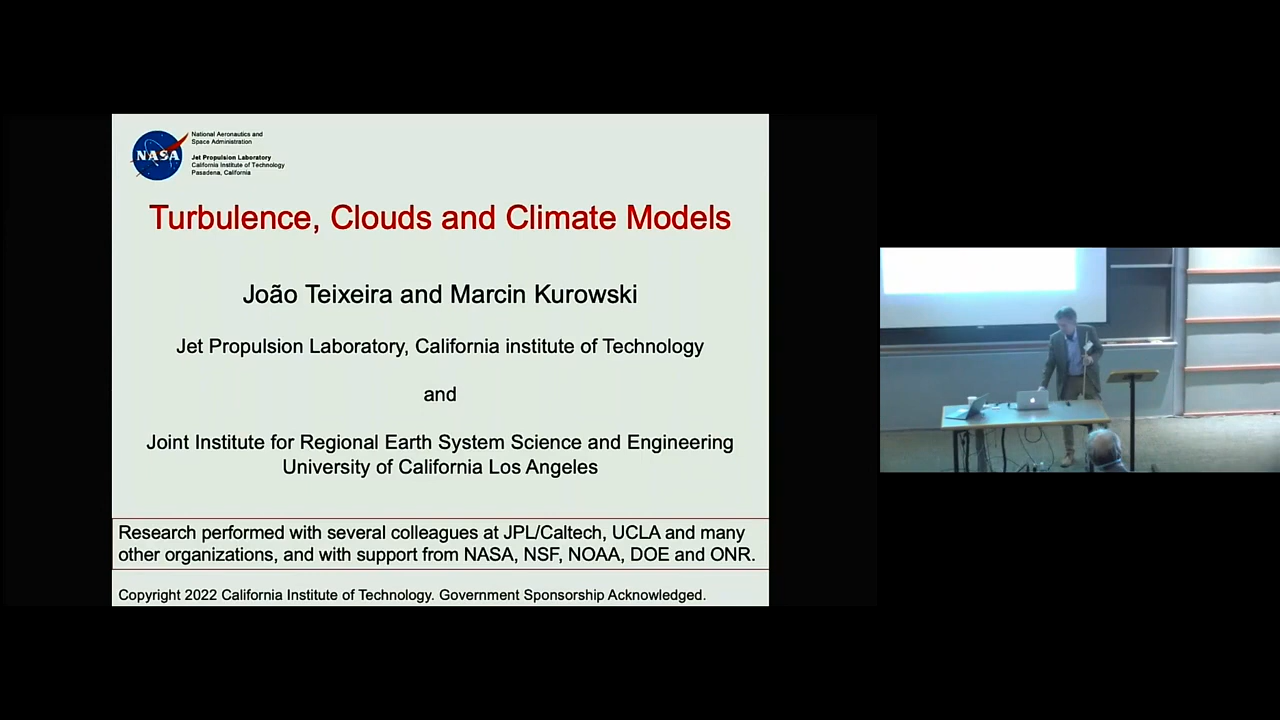 NASA
National Aeronautics and
Space Administration
Jet Propulsion Laboratory
California Institute of Technology
Pasadena, California
Turbulence, Clouds and Climate Models
João Teixeira and Marcin Kurowski
Jet Propulsion Laboratory, California institute of Technology
and
Joint Institute for Regional Earth System Science and Engineering
University of California Los Angeles
Research performed with several colleagues at JPL/Caltech, UCLA and many
other organizations, and with support from NASA, NSF, NOAA, DOE and ONR.
Copyright 2022 California Institute of Technology. Government Sponsorship Acknowledged.